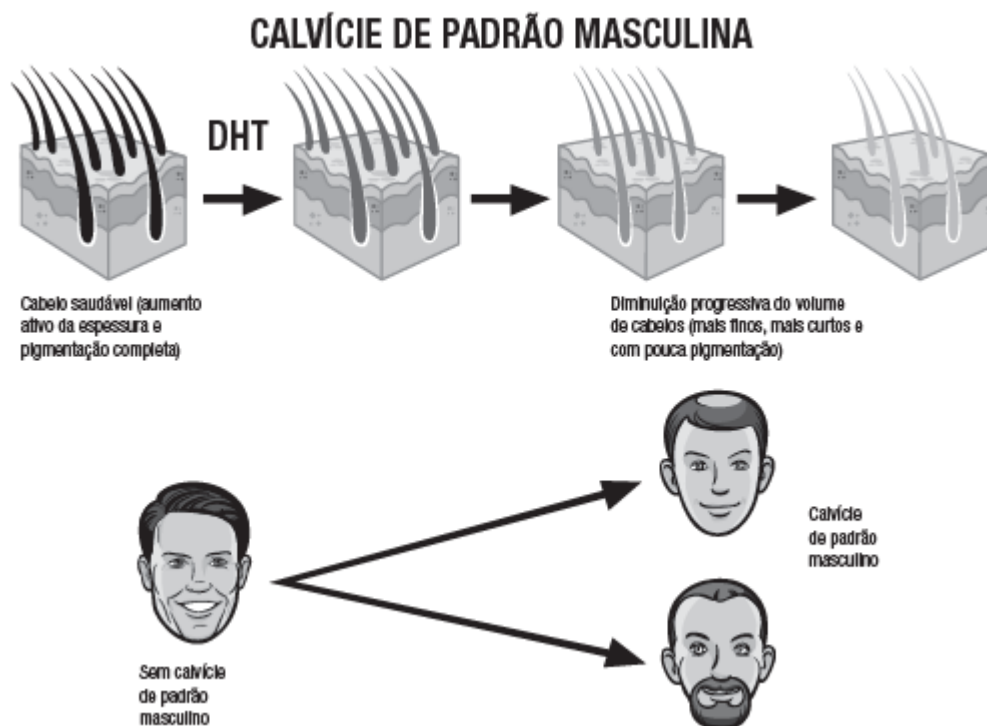 CALVÍCIE DE PADRÃO MASCULINA
DHT
Cabelo saudável (aumento
ativo da espessura e
pigmentação completa)
Diminuição progressiva do volume
de cabelos (mais finos, mais curtos e
com pouca pigmentação)
Calvície
de padrão
masculino
Sem calvície
de padrão
masculino